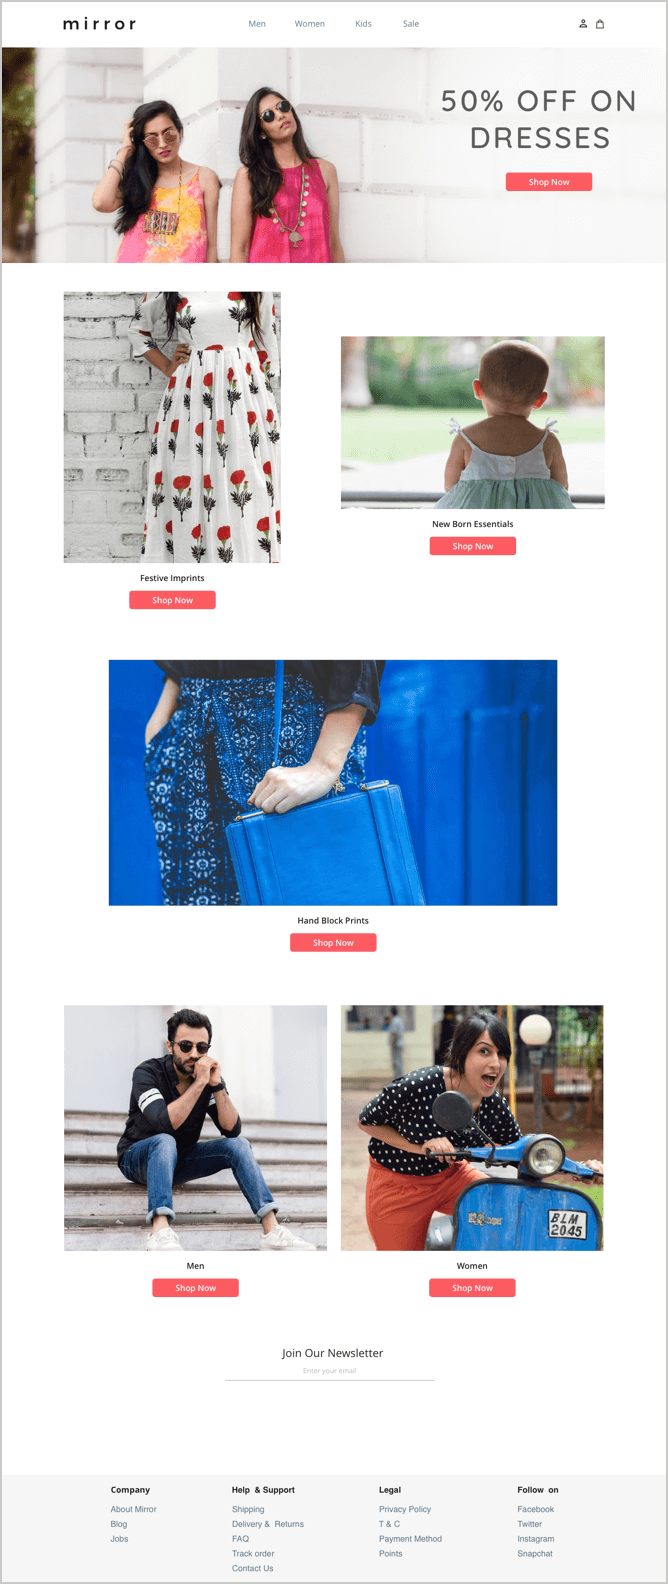 mirror
Men Women Kids Sale
50% OFF ON
DRESSES
Shop Now
Festive Imprints
Shop Now
New Born Essentials
Shop Now
Hand Block Prints
Shop Now
BLM
2045
Men
Shop Now
Women
Shop Now
Join Our Newsletter
Enter your email
Company
About Mirror
Blog
Jobs
Help & Support
Shipping
Delivery & Returns
FAQ
Track order
Contact Us
Legal
Privacy Policy
T & C
Payment Method
Points
Follow on
Facebook
Twitter
Instagram
Snapchat